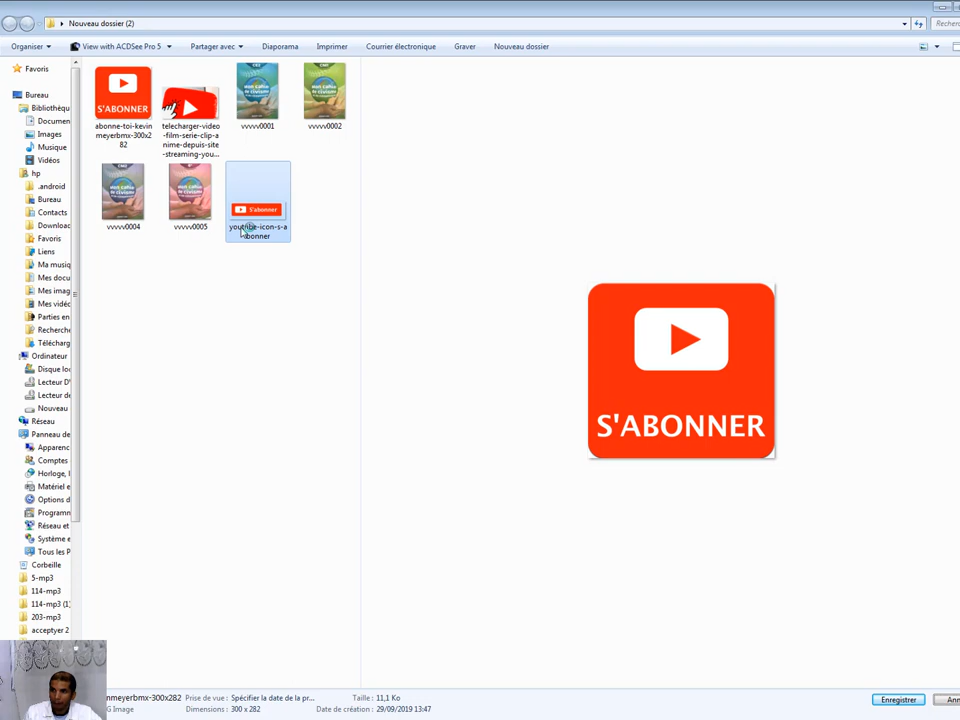 Nouveau dossier (2)
Organiser
View with ACDSee Pro 5
Partager avec
Diaporama
Imprimer
Courrier électronique
Graver
Nouveau dossier
Favoris
Bureau
Bibliothèqu
Documen
Images
Musique
Vidéos
hp
.android
Bureau
Contacts
Download
Favoris
Liens
Ma musiq
Mes docu
Mes imag
Mes vidéo
Parties en
Recherche
Télécharg
Ordinateur
Disque loc
Lecteur D
Lecteur de
Nouveau
Réseau
Panneau de
Apparenc
Comptes
Horloge, l
Matériel e
Options d
Programm
Réseau et
Système e
Tous les P
Corbeille
5-mp3
114-mp3
114-mp3 (1)
203-mp3
acceptyer 2
S'ABONNER
abonne-toi-kevin
meyerbmx-300x2
82
telecharger-video
-film-serie-clip-a
nime-depuis-site
-streaming-you...
vvvvv0001
vvvvv0002
vvvvv0004
vvvvv0005
S'abonner
youtube-icon-s-a
bonner
S'ABONNER
nmeyerbmx-300x282
Prise de vue : Spécifier la date de la pr...
Taille : 11,1 Ko
G Image
Dimensions : 300 x 282
Date de création : 29/09/2019 13:47
Enregistrer
Ann